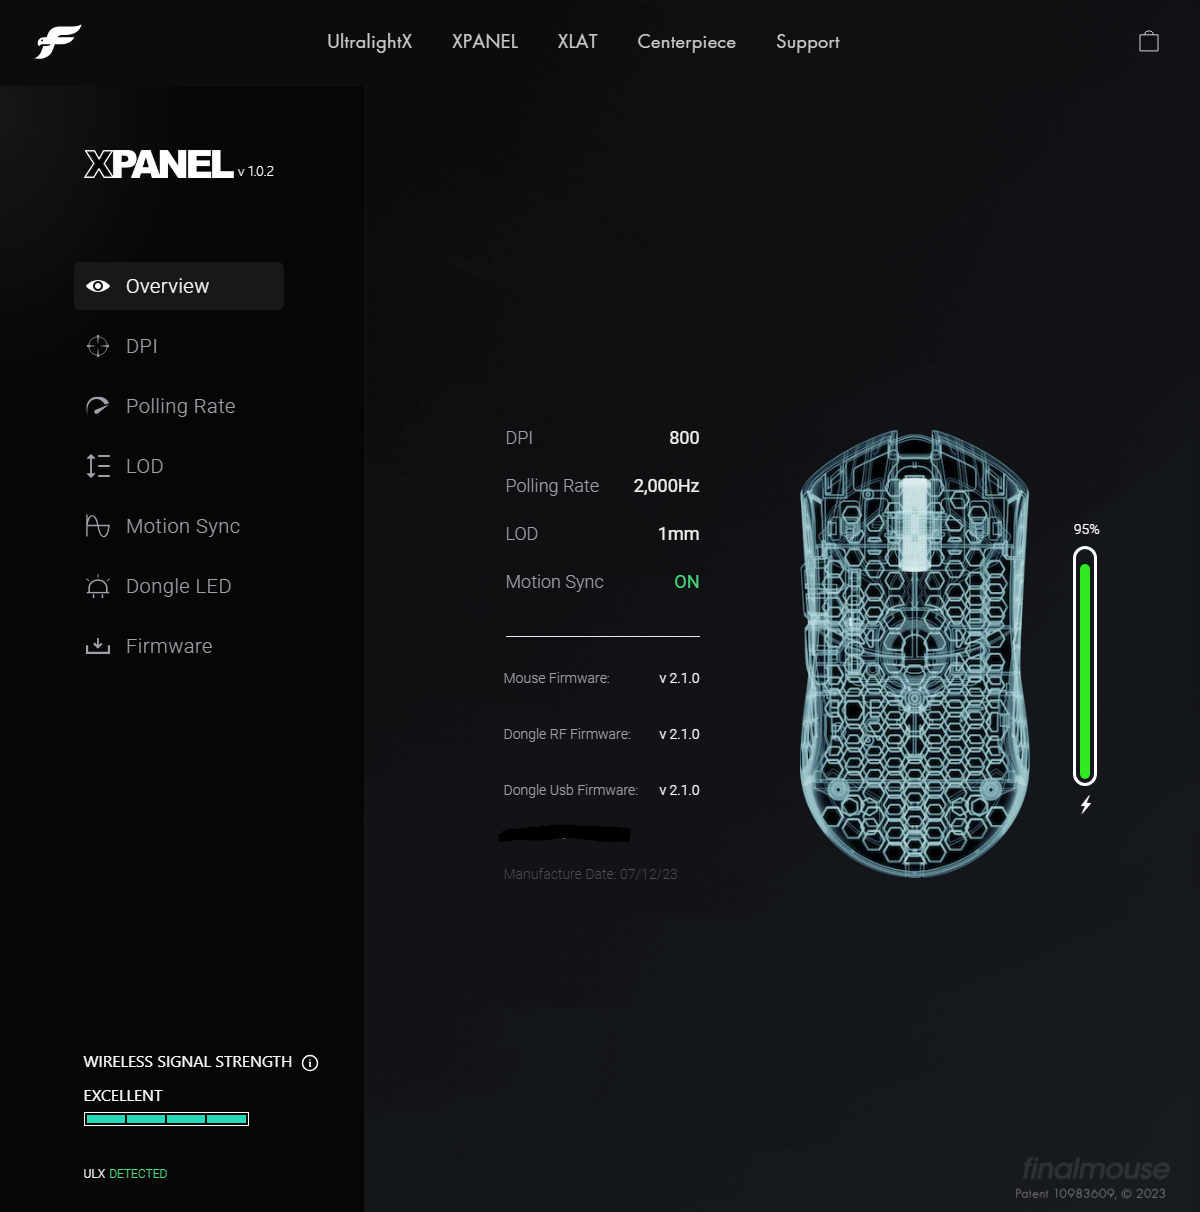 UltralightX XPANEL XLAT Centerpiece Support
XPANEL v 1.0.2
Overview
DPI
Polling Rate
LOD
Motion Sync
Dongle LED
Firmware
DPI 800
Polling Rate 2,000Hz
LOD 1mm
Motion Sync ON
Mouse Firmware: v 2.1.0
Dongle RF Firmware: v 2.1.0
Dongle Usb Firmware: v 2.1.0
Manufacture Date: 07/12/23
95%
WIRELESS SIGNAL STRENGTH
EXCELLENT
ULX DETECTED
finalmouse
Patent 10983609, © 2023